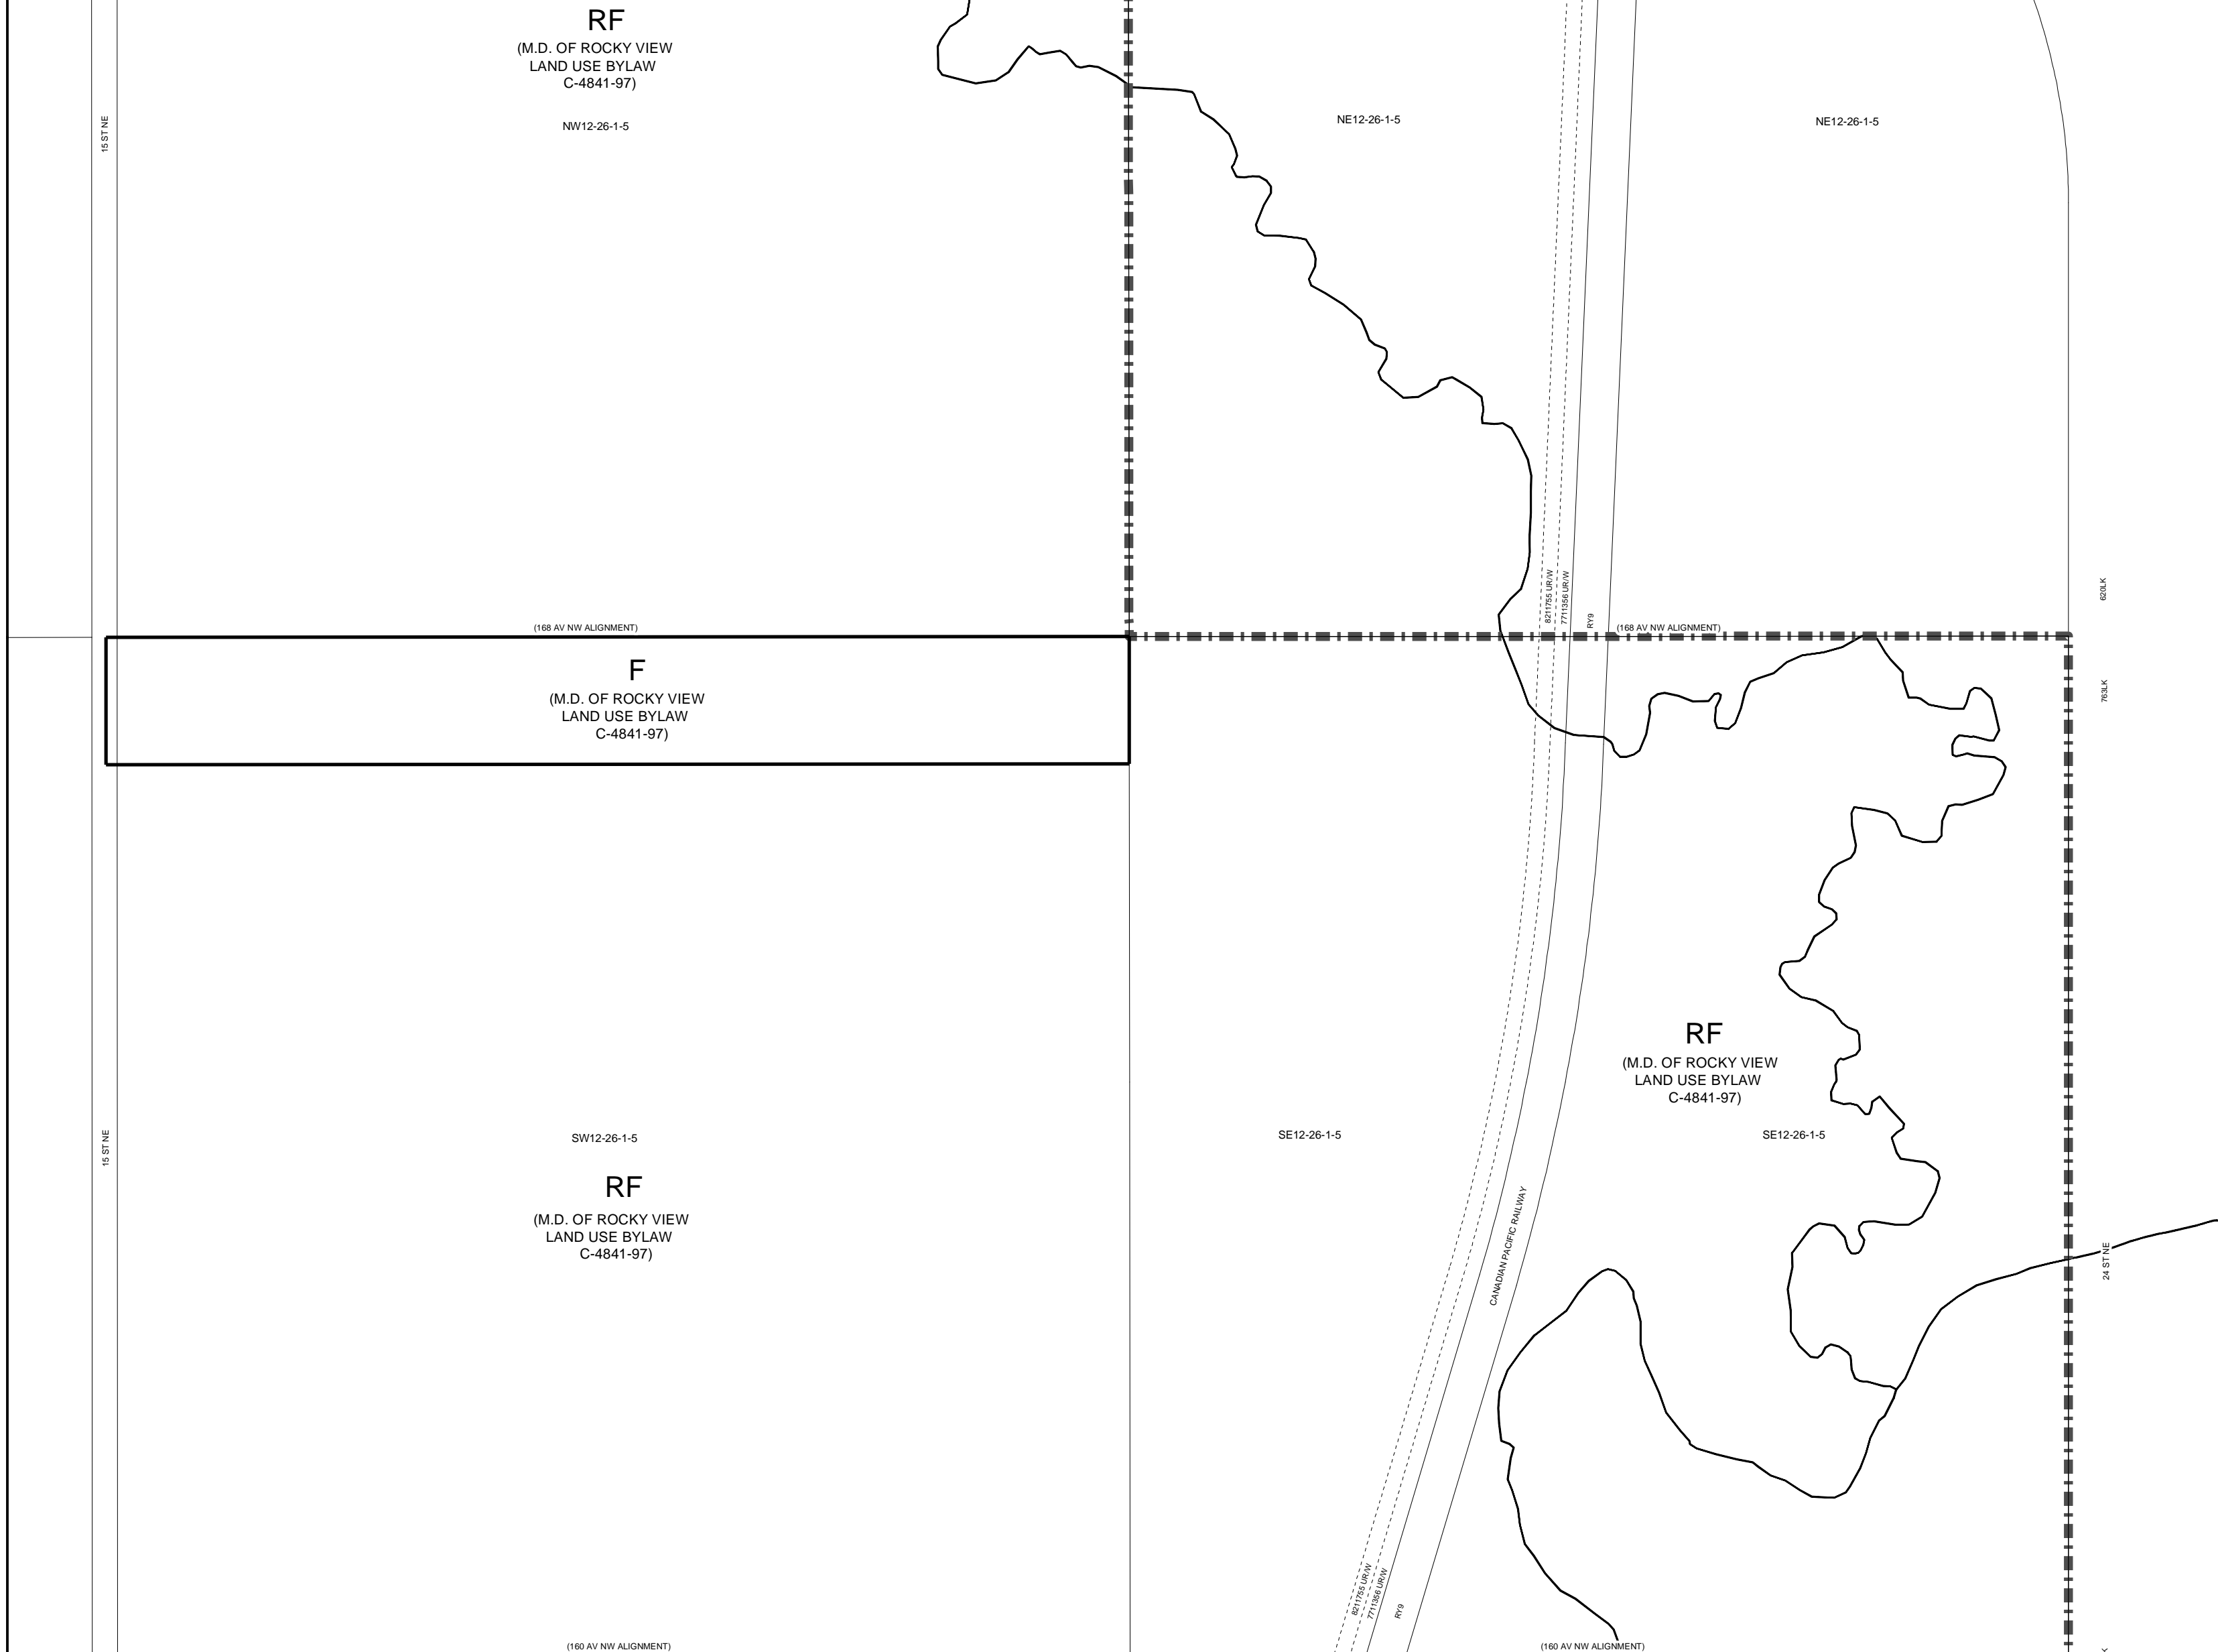 RF
(M.D. OF ROCKY VIEW
LAND USE BYLAW
C-4841-97)
NW12-26-1-5
NE12-26-1-5
NE12-26-1-5
15 ST NE
8211755 UR/W
7711356 UR/W
RY9
620LK
(168 AV NW ALIGNMENT)
(168 AV NW ALIGNMENT)
F
(M.D. OF ROCKY VIEW
LAND USE BYLAW
C-4841-97)
763LK
RF
(M.D. OF ROCKY VIEW
LAND USE BYLAW
C-4841-97)
15 ST NE
SW12-26-1-5
SE12-26-1-5
SE12-26-1-5
RF
(M.D. OF ROCKY VIEW
LAND USE BYLAW
C-4841-97)
CANADIAN PACIFIC RAILWAY
24 ST NE
8211755 UR/W
7711356 UR/W
RY9
(160 AV NW ALIGNMENT)
(160 AV NW ALIGNMENT)